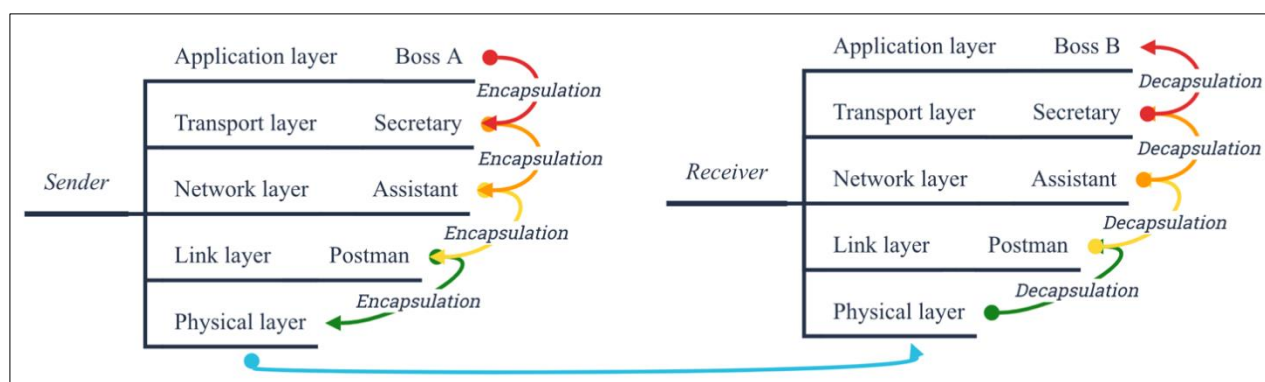 Application layer Boss A
Encapsulation
Transport layer Secretary
Encapsulation
Sender
Network layer Assistant
Encapsulation
Link layer Postman
Encapsulation
Physical layer
Application layer Boss B
Decapsulation
Transport layer Secretary
Decapsulation
Receiver
Network layer Assistant
Decapsulation
Link layer Postman
Decapsulation
Physical layer